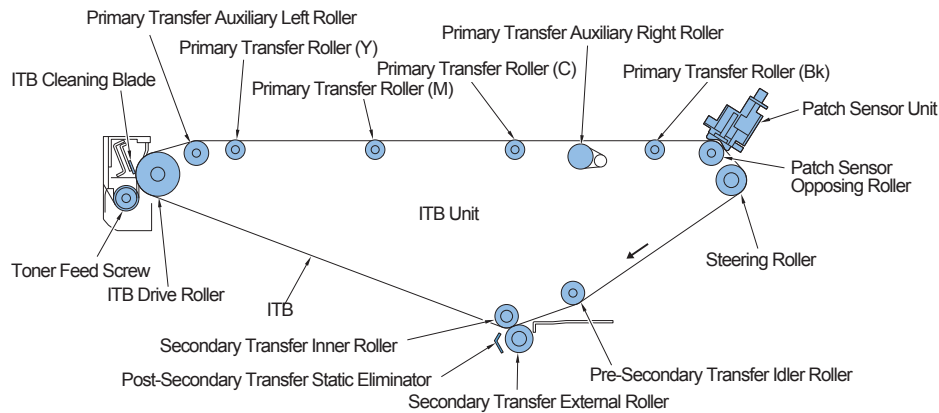 Primary Transfer Auxiliary Left Roller
Primary Transfer Roller (Y)
Primary Transfer Auxiliary Right Roller
ITB Cleaning Blade
Primary Transfer Roller (C)
Primary Transfer Roller (Bk)
Primary Transfer Roller (M)
Patch Sensor Unit
Patch Sensor
Opposing Roller
ITB Unit
Steering Roller
Toner Feed Screw
ITB Drive Roller
ITB
Secondary Transfer Inner Roller
Post-Secondary Transfer Static Eliminator
Pre-Secondary Transfer Idler Roller
Secondary Transfer External Roller